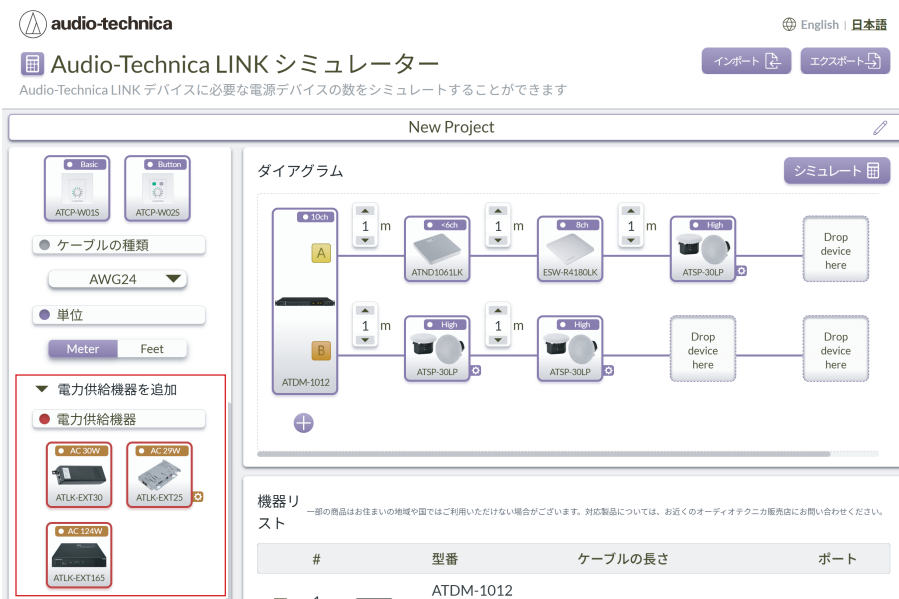 audio-technica
English | 日本語
Audio-Technica LINK シミュレーター
インポート
エクスポート
Audio-Technica LINK デバイスに必要な電源デバイスの数をシミュレートすることができます
New Project
Basic
ATCP-W01S
Button
ATCP-W02S
ケーブルの種類
AWG24
単位
Meter
Feet
電力供給機器を追加
電力供給機器
AC 30W
ATLK-EXT30
AC 29W
ATLK-EXT25
AC 124W
ATLK-EXT165
ダイアグラム
シミュレート
10ch
A
B
ATDM-1012
1 m
<6ch
ATND1061LK
1 m
8ch
ESW-R4180LK
1 m
High
ATSP-30LP
Drop device here
1 m
High
ATSP-30LP
1 m
High
ATSP-30LP
Drop device here
Drop device here
機器リスト
一部の商品はお住まいの地域や国ではご利用いただけない場合がございます。対応製品については、お近くのオーディオテクニカ販売店にお問い合わせください。
# 型番 ケーブルの長さ ポート
ATDM-1012